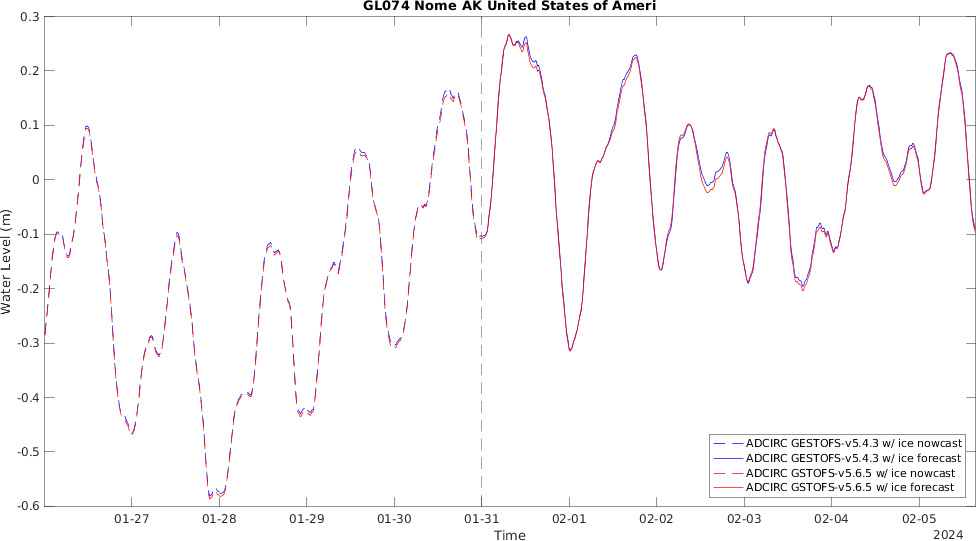 GL074 Nome AK United States of Ameri
0.3
0.2
0.1
0
-0.1
-0.2
-0.3
-0.4
-0.5
-0.6
Water Level (m)
ADCIRC GESTOFS-v5.4.3 w/ ice nowcast
ADCIRC GESTOFS-v5.4.3 w/ ice forecast
ADCIRC GSTOFS-v5.6.5 w/ ice nowcast
ADCIRC GSTOFS-v5.6.5 w/ ice forecast
01-27 01-28 01-29 01-30 01-31 02-01 02-02 02-03 02-04 02-05
Time
2024